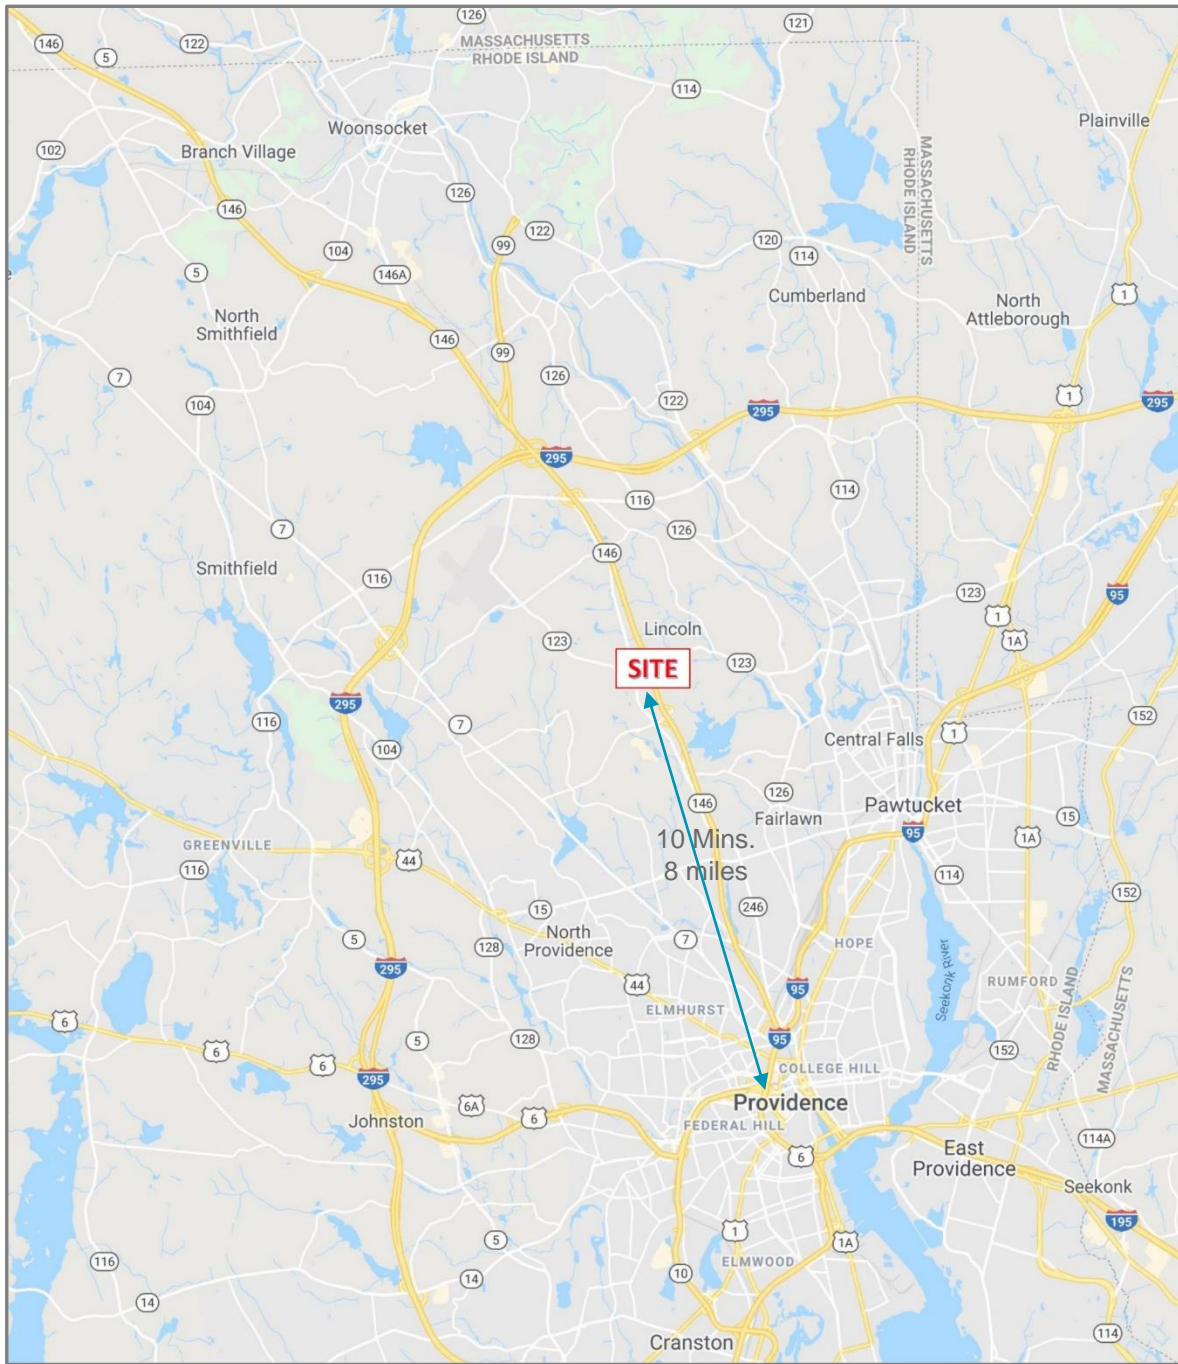 126
121
146
122
5
MASSACHUSETTS
RHODE ISLAND
114
Plainville
Woonsocket
Branch Village
102
MASSACHUSETTS
RHODE ISLAND
126
146
99
122
120
114
104
5
146A
Cumberland
North
Attleborough
1
North
Smithfield
146
99
126
7
104
122
295
1
295
295
116
114
7
126
146
Smithfield
116
123
95
1
1A
Lincoln
123
123
SITE
295
116
7
104
152
1
Central Falls
146
126
Fairlawn
Pawtucket
95
15
1A
10 Mins.
8 miles
GREENVILLE
44
116
114
152
15
246
5
128
North
Providence
7
HOPE
295
44
95
Seekonk River
RUMFORD
ELMHURST
RHODE ISLAND
MASSACHUSETTS
6
6
6
5
128
95
152
295
COLLEGE HILL
6A
6
Providence
Johnston
FEDERAL HILL
6
East
Providence
114A
Seekonk
195
1
1A
5
ELMWOOD
116
14
10
14
114
Cranston